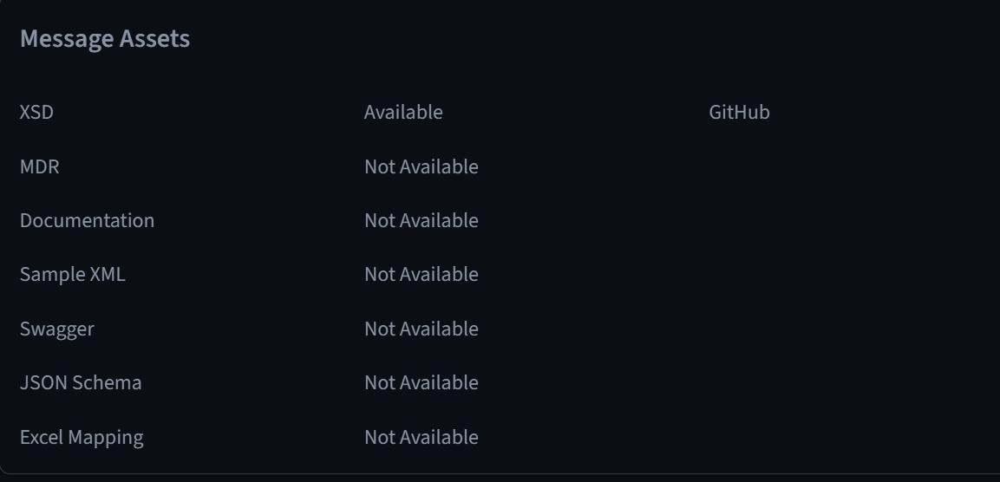 Message Assets
XSD Available GitHub
MDR Not Available
Documentation Not Available
Sample XML Not Available
Swagger Not Available
JSON Schema Not Available
Excel Mapping Not Available